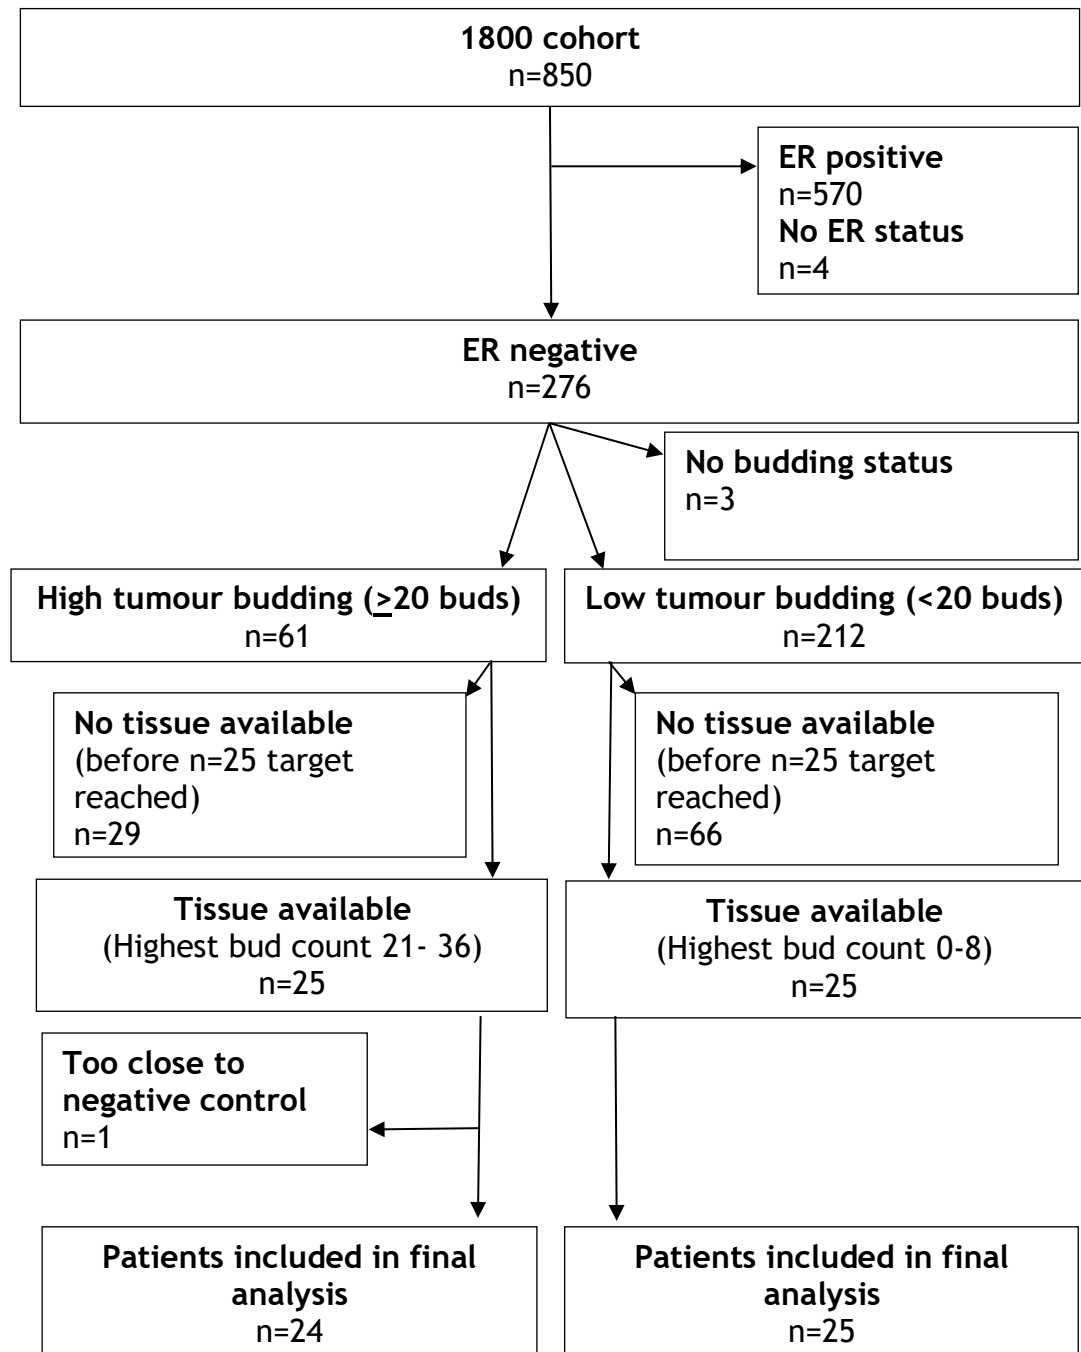 1800 cohort
n=850
ER positive
n=570
No ER status
n=4
ER negative
n=276
No budding status
n=3
High tumour budding (≥20 buds)
n=61
Low tumour budding (<20 buds)
n=212
No tissue available
(before n=25 target
reached)
n=29
No tissue available
(before n=25 target
reached)
n=66
Tissue available
(Highest bud count 21- 36)
n=25
Tissue available
(Highest bud count 0-8)
n=25
Too close to
negative control
n=1
Patients included in final
analysis
n=24
Patients included in final
analysis
n=25